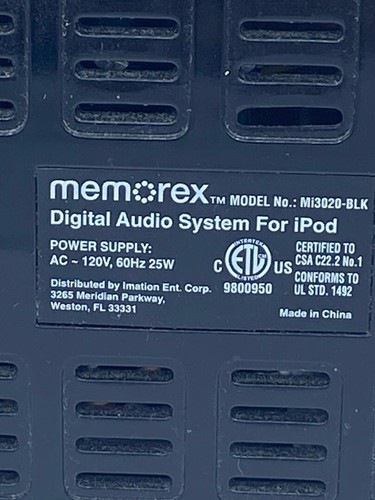 memorex™ MODEL No.: Mi3020-BLK
Digital Audio System For iPod
POWER SUPPLY:
AC ~ 120V, 60Hz 25W
Distributed by Imation Ent. Corp.
3265 Meridian Parkway,
Weston, FL 33331
INTERTEK
C ETL US
LISTED
9800950
CERTIFIED TO
CSA C22.2 No.1
CONFORMS TO
UL STD. 1492
Made in China